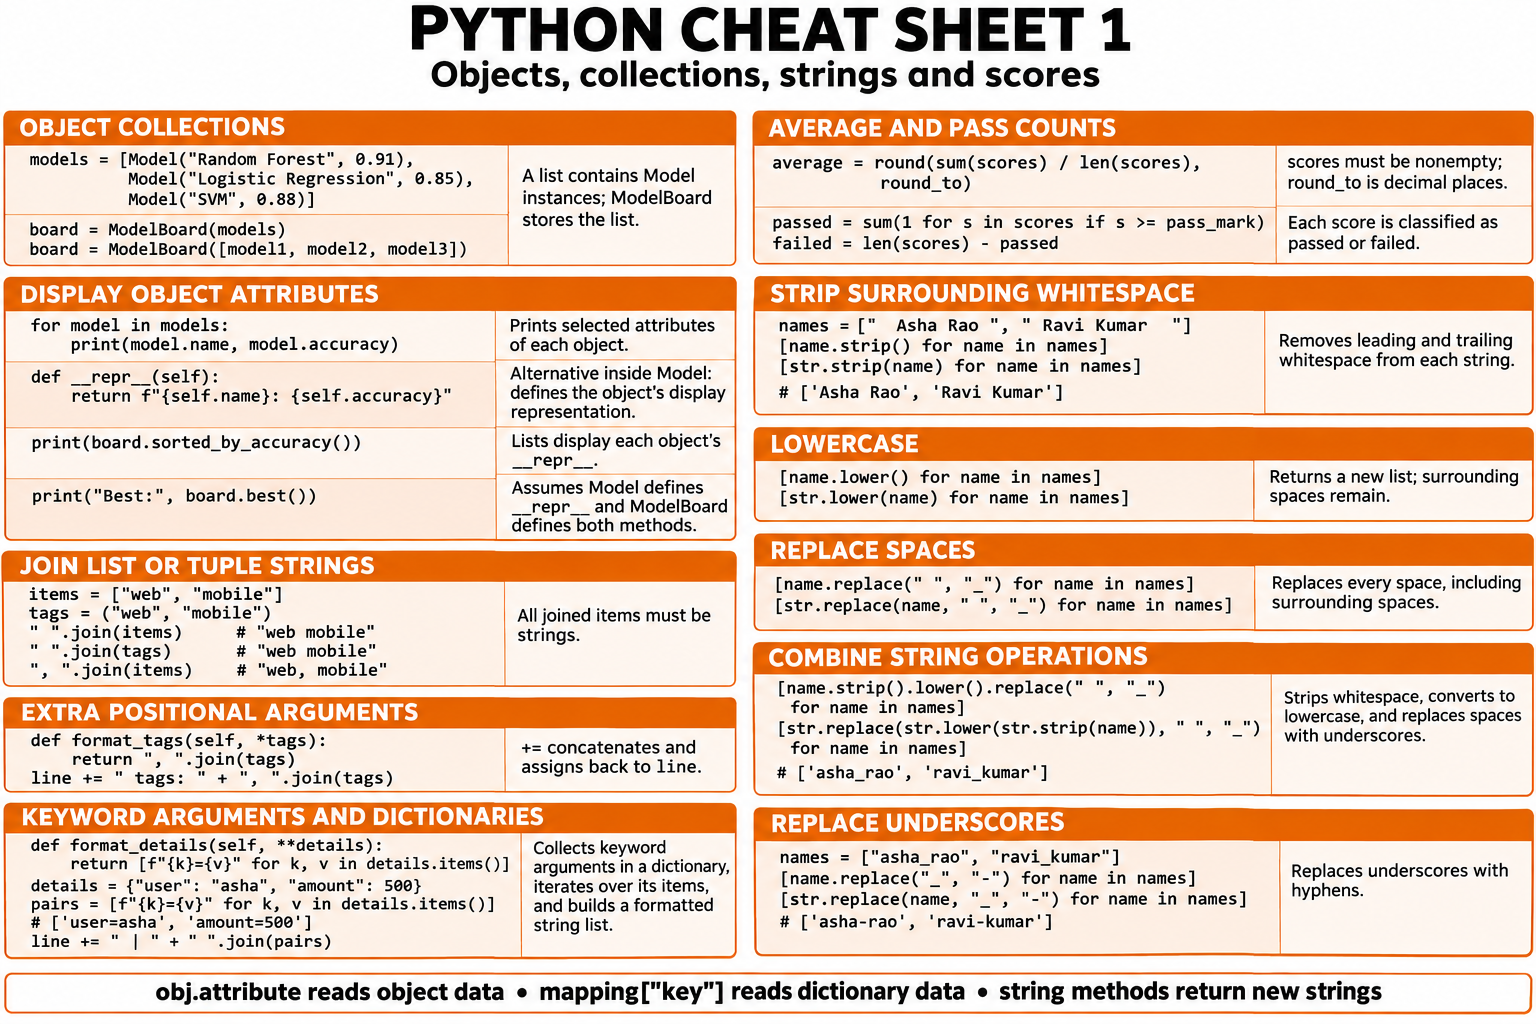 PYTHON CHEAT SHEET 1
Objects, collections, strings and scores
OBJECT COLLECTIONS
models = [Model("Random Forest", 0.91),
          Model("Logistic Regression", 0.85),
          Model("SVM", 0.88)]
A list contains Model
instances; ModelBoard
stores the list.
board = ModelBoard(models)
board = ModelBoard([model1, model2, model3])
DISPLAY OBJECT ATTRIBUTES
for model in models:
    print(model.name, model.accuracy)
Prints selected attributes
of each object.
def __repr__(self):
    return f"{self.name}: {self.accuracy}"
Alternative inside Model:
defines the object's display
representation.
print(board.sorted_by_accuracy())
Lists display each object's
__repr__.
print("Best:", board.best())
Assumes Model defines
__repr__ and ModelBoard
defines both methods.
JOIN LIST OR TUPLE STRINGS
items = ["web", "mobile"]
tags = ("web", "mobile")
" ".join(items)     # "web mobile"
" ".join(tags)      # "web mobile"
", ".join(items)    # "web, mobile"
All joined items must be
strings.
EXTRA POSITIONAL ARGUMENTS
def format_tags(self, *tags):
    return ", ".join(tags)
line += " tags: " + ", ".join(tags)
+= concatenates and
assigns back to line.
KEYWORD ARGUMENTS AND DICTIONARIES
def format_details(self, **details):
    return [f"{k}={v}" for k, v in details.items()]
details = {"user": "asha", "amount": 500}
pairs = [f"{k}={v}" for k, v in details.items()]
# ['user=asha', 'amount=500']
line += " | " + " ".join(pairs)
Collects keyword
arguments in a dictionary,
iterates over its items,
and builds a formatted
string list.
AVERAGE AND PASS COUNTS
average = round(sum(scores) / len(scores),
           round_to)
scores must be nonempty;
round_to is decimal places.
passed = sum(1 for s in scores if s >= pass_mark)
failed = len(scores) - passed
Each score is classified as
passed or failed.
STRIP SURROUNDING WHITESPACE
names = ["  Asha Rao ", " Ravi Kumar  "]
[name.strip() for name in names]
[str.strip(name) for name in names]
# ['Asha Rao', 'Ravi Kumar']
Removes leading and trailing
whitespace from each string.
LOWERCASE
[name.lower() for name in names]
[str.lower(name) for name in names]
Returns a new list; surrounding
spaces remain.
REPLACE SPACES
[name.replace(" ", "_") for name in names]
[str.replace(name, " ", "_") for name in names]
Replaces every space, including
surrounding spaces.
COMBINE STRING OPERATIONS
[name.strip().lower().replace(" ", "_")
 for name in names]
[str.replace(str.lower(str.strip(name)), " ", "_")
 for name in names]
# ['asha_rao', 'ravi_kumar']
Strips whitespace, converts to
lowercase, and replaces spaces
with underscores.
REPLACE UNDERSCORES
names = ["asha_rao", "ravi_kumar"]
[name.replace("_", "-") for name in names]
[str.replace(name, "_", "-") for name in names]
# ['asha-rao', 'ravi-kumar']
Replaces underscores with
hyphens.
obj.attribute reads object data • mapping["key"] reads dictionary data • string methods return new strings